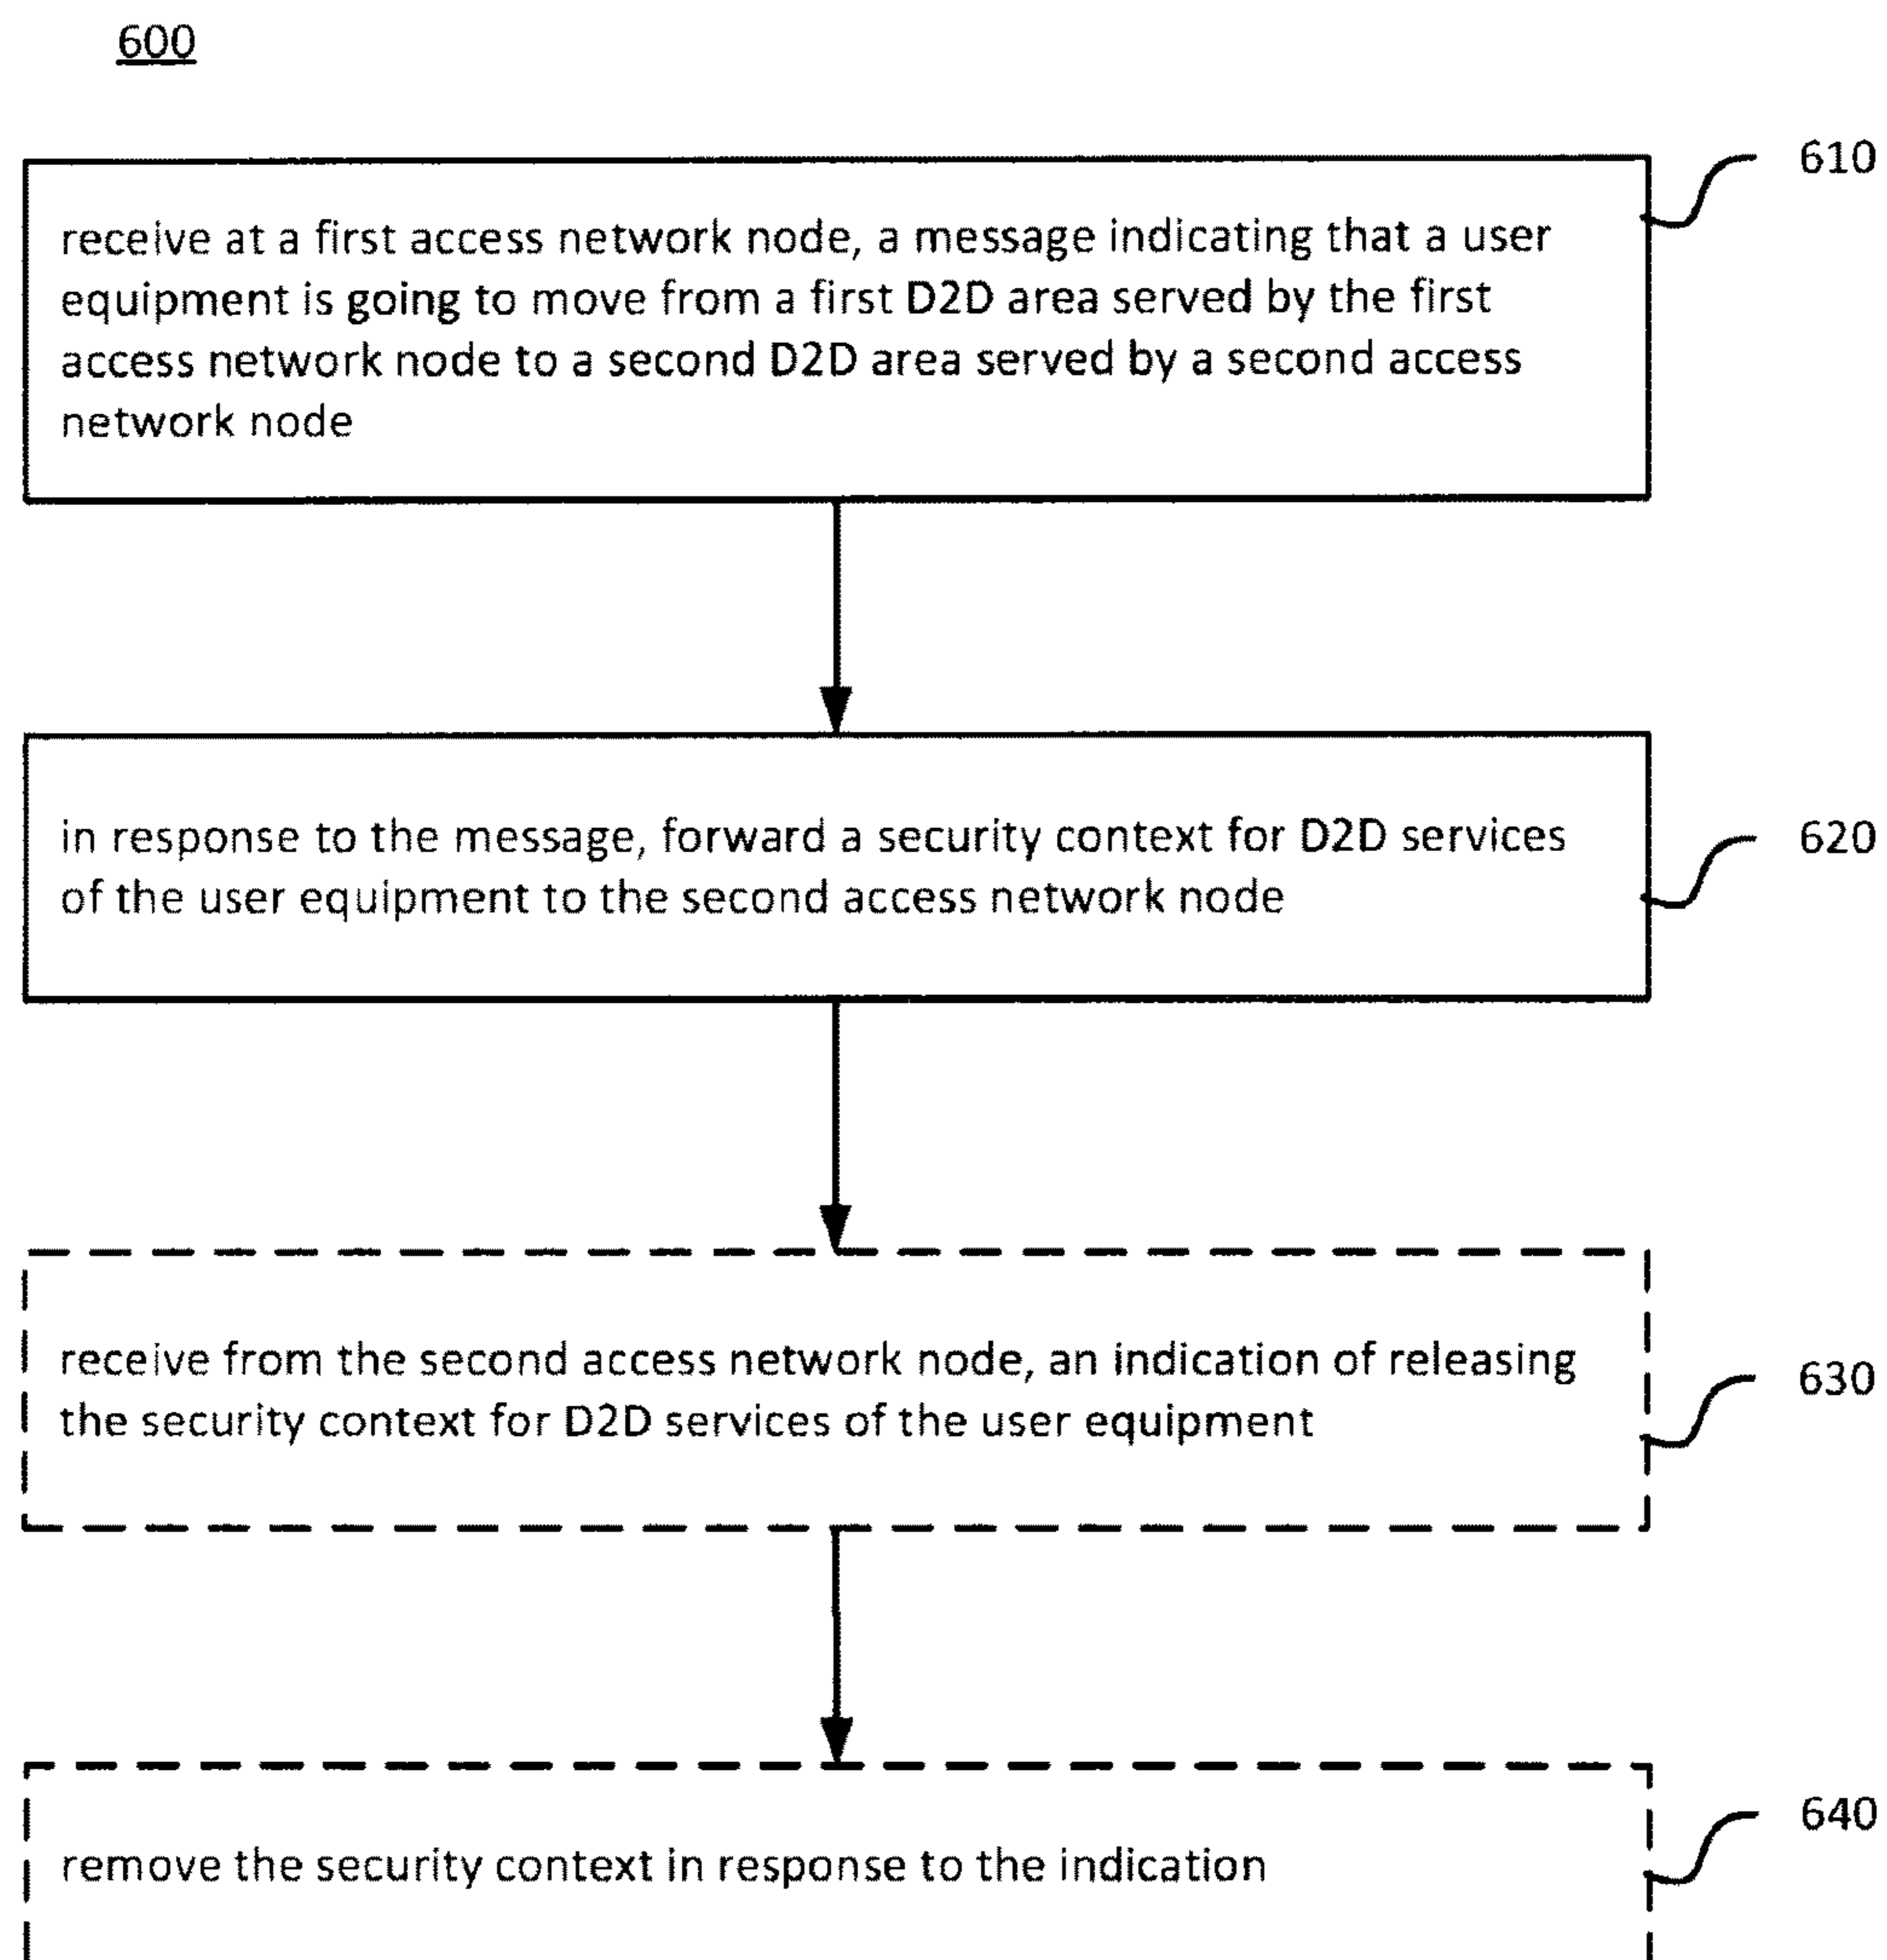 600
610
receive at a first access network node, a message indicating that a user
equipment is going to move from a first D2D area served by the first
access network node to a second D2D area served by a second access
network node
in response to the message, forward a security context for D2D services
of the user equipment to the second access network node
620
receive from the second access network node, an indication of releasing
the security context for D2D services of the user equipment
630
640
remove the security context in response to the indication